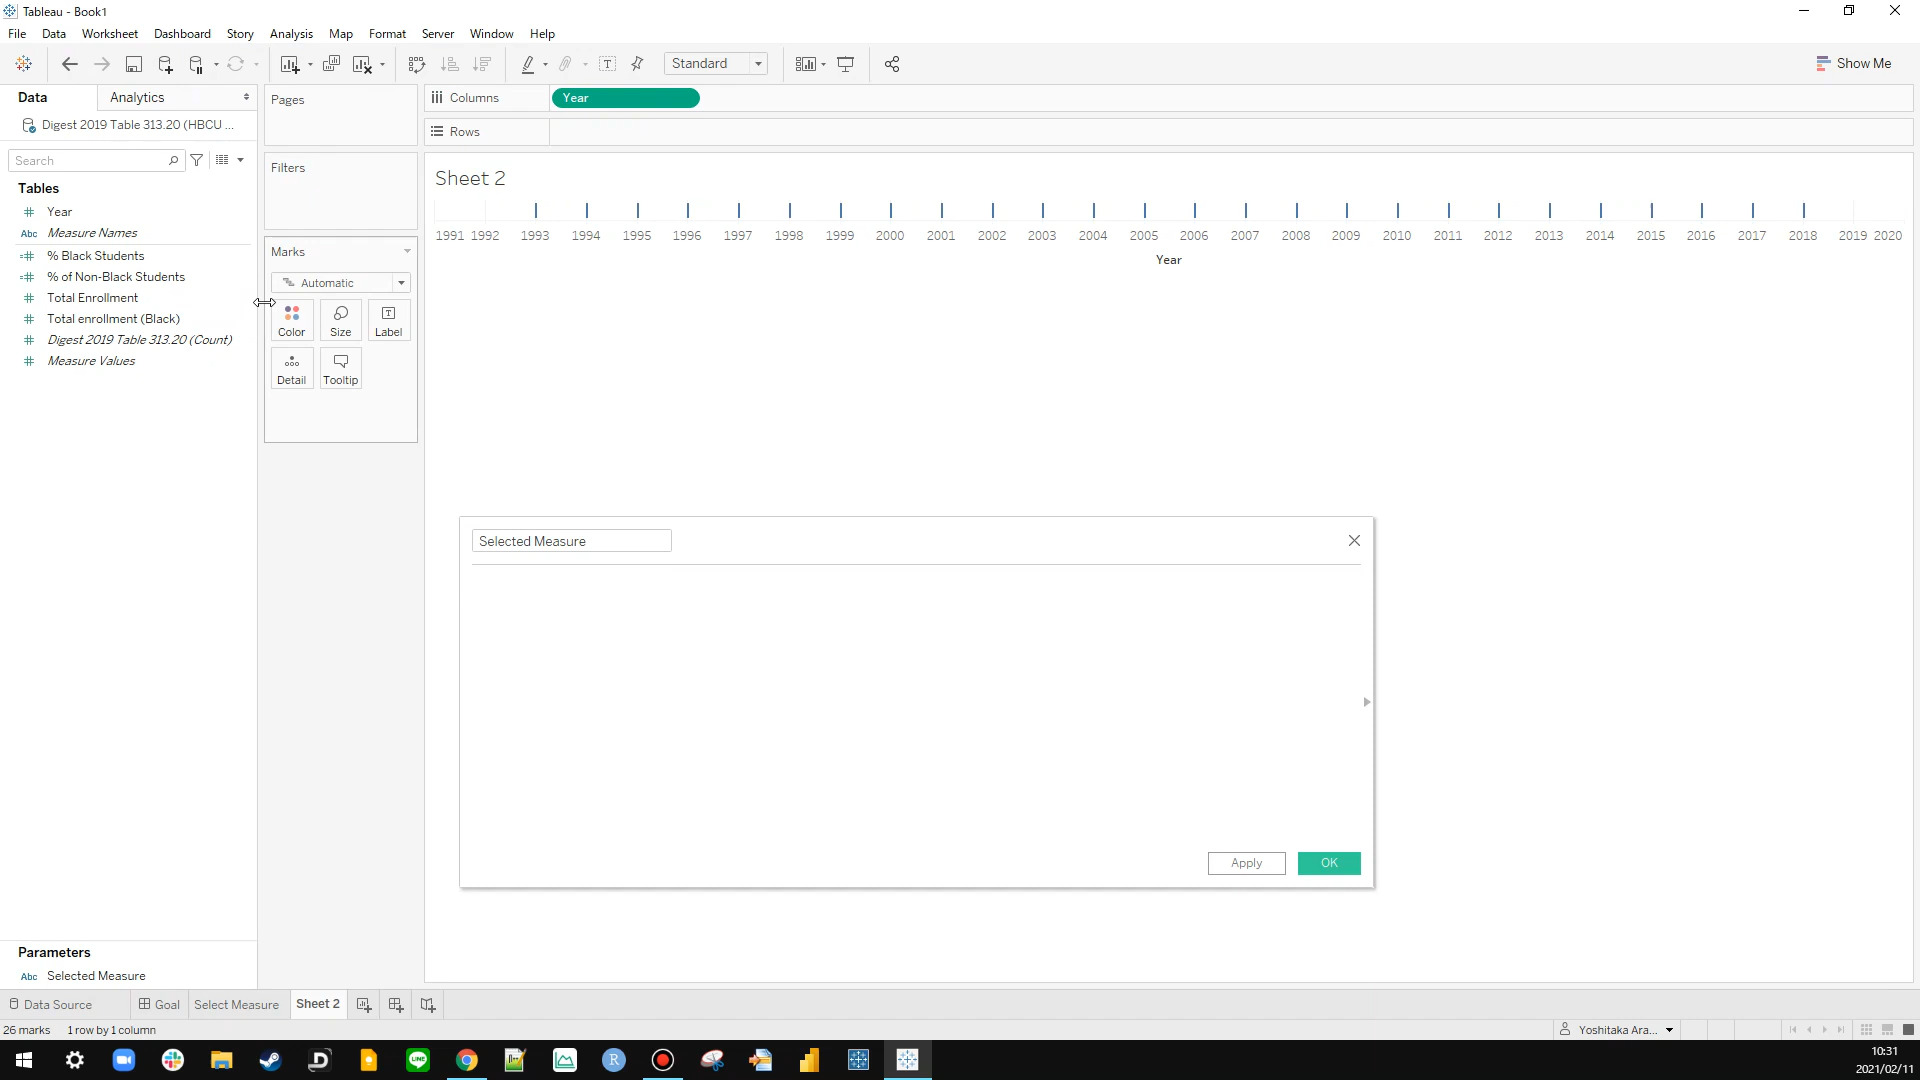 Tableau - Book1
File Data Worksheet Dashboard Story Analysis Map Format Server Window Help
Standard
Show Me
Data Analytics
Pages
Columns Year
Digest 2019 Table 313.20 (HBCU ...
Rows
Search
Filters
Sheet 2
Tables
Year
Abc Measure Names
1991 1992 1993 1994 1995 1996 1997 1998 1999 2000 2001 2002 2003 2004 2005 2006 2007 2008 2009 2010 2011 2012 2013 2014 2015 2016 2017 2018 2019 2020
Year
Marks
% Black Students
% of Non-Black Students
Automatic
Total Enrollment
Total enrollment (Black)
Color Size Label
Digest 2019 Table 313.20 (Count)
Measure Values
Detail Tooltip
Selected Measure
Apply OK
Parameters
Abc Selected Measure
Data Source Goal Select Measure Sheet 2
26 marks 1 row by 1 column
Yoshitaka Ara...
LINE
R
10:31
2021/02/11